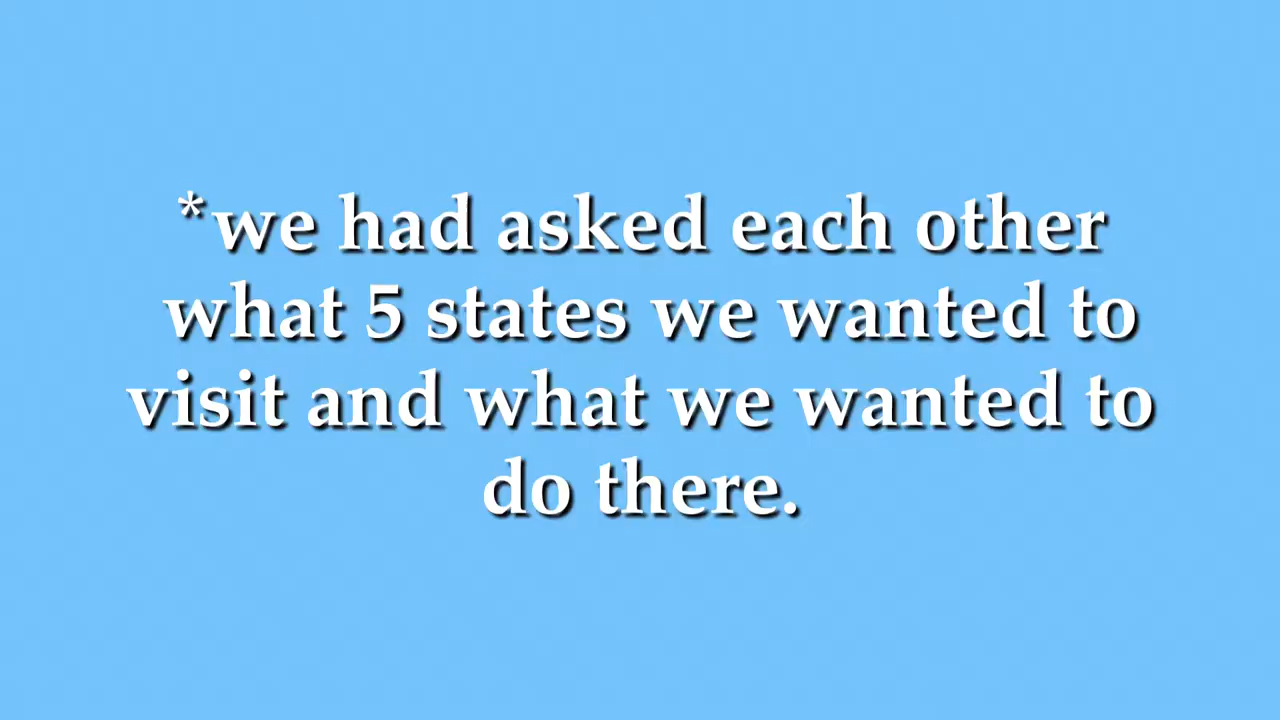 *we had asked each other
what 5 states we wanted to
visit and what we wanted to
do there.